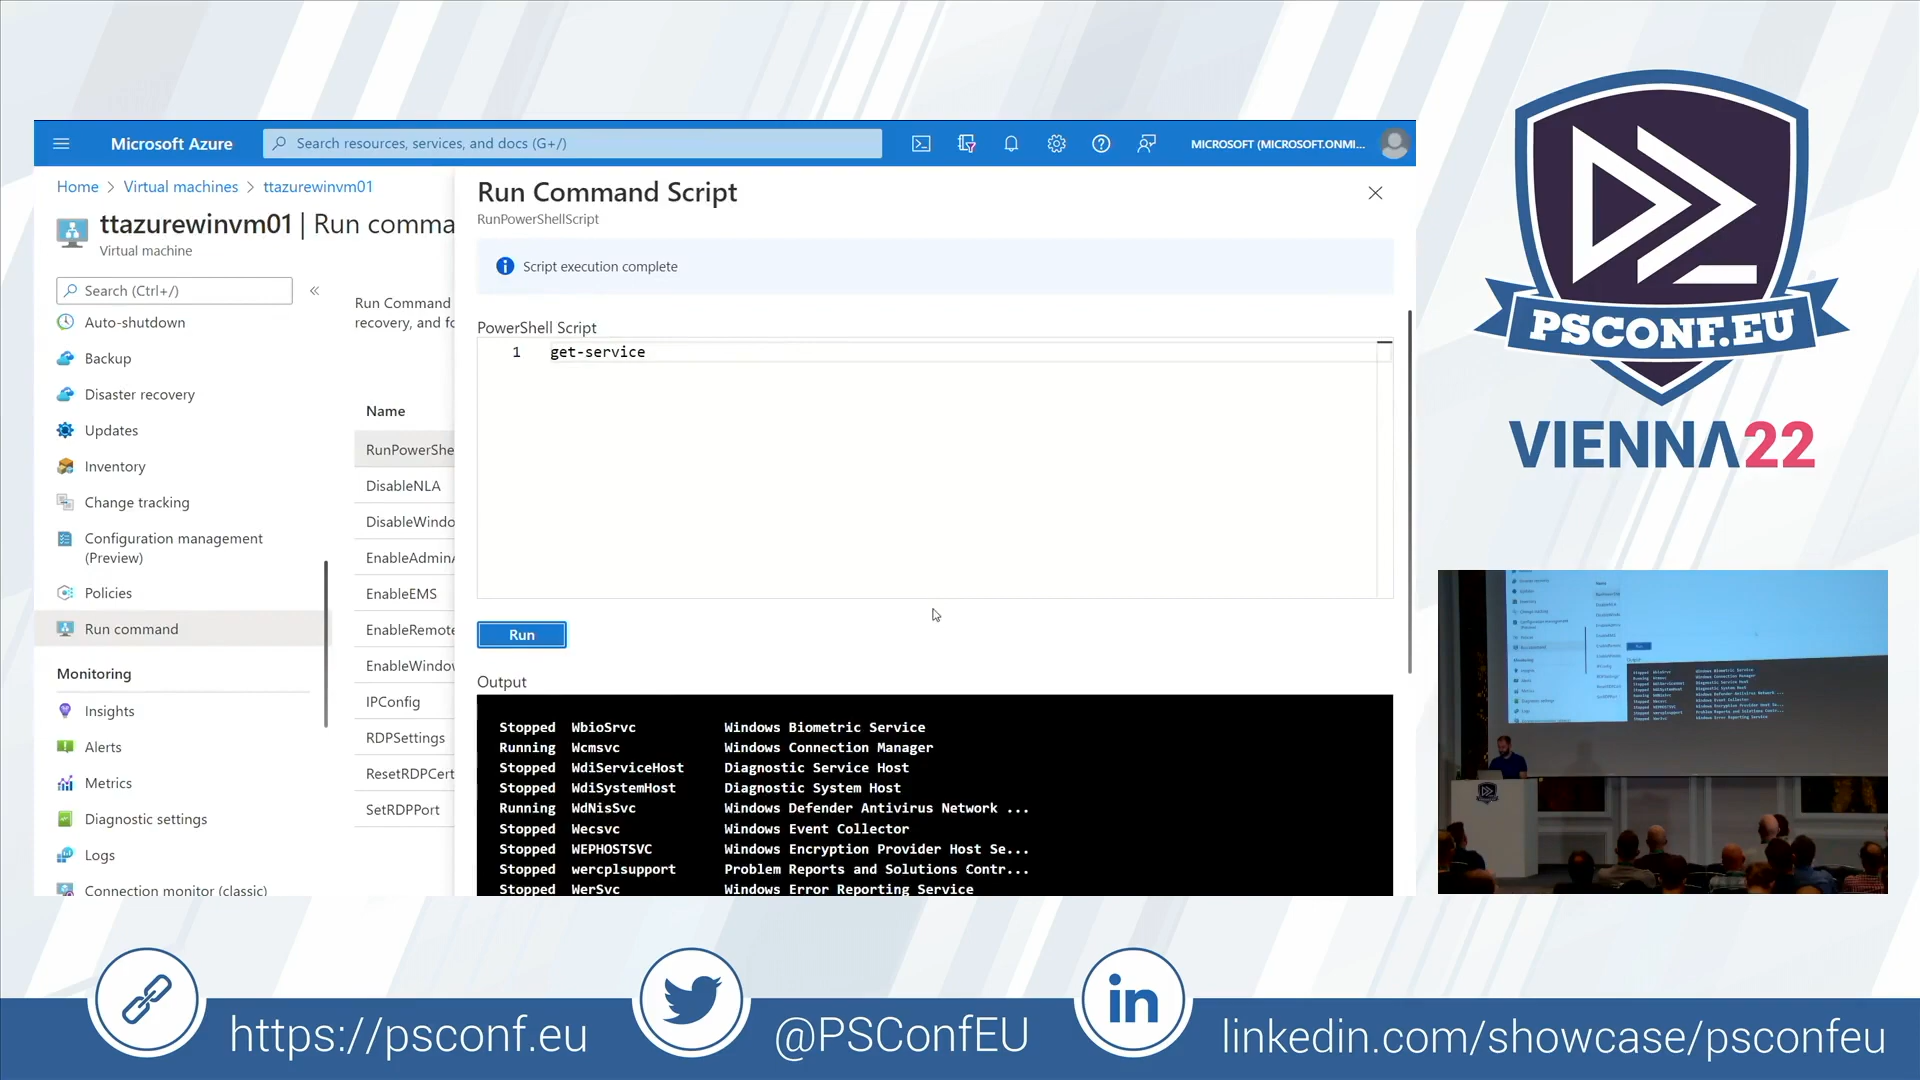 Microsoft Azure
Search resources, services, and docs (G+/)
MICROSOFT (MICROSOFT.ONMI...
Home > Virtual machines > ttazurewinvm01
ttazurewinvm01 | Run comma
Virtual machine
Search (Ctrl+/)
«
Auto-shutdown
Backup
Disaster recovery
Updates
Inventory
Change tracking
Configuration management
(Preview)
Policies
Run command
Monitoring
Insights
Alerts
Metrics
Diagnostic settings
Logs
Connection monitor (classic)
Run Command
recovery, and fo
Name
RunPowerShe
DisableNLA
DisableWindo
EnableAdminA
EnableEMS
EnableRemote
EnableWindow
IPConfig
RDPSettings
ResetRDPCert
SetRDPPort
Run Command Script
RunPowerShellScript
Script execution complete
PowerShell Script
1 get-service
Run
Output
Stopped WbioSrvc Windows Biometric Service
Running Wcmsvc Windows Connection Manager
Stopped WdiServiceHost Diagnostic Service Host
Stopped WdiSystemHost Diagnostic System Host
Running WdNisSvc Windows Defender Antivirus Network ...
Stopped Wecsvc Windows Event Collector
Stopped WEPHOSTSVC Windows Encryption Provider Host Se...
Stopped wercplsupport Problem Reports and Solutions Contr...
Stopped WerSvc Windows Error Reporting Service
PSCONF.EU
VIENNA22
https://psconf.eu
@PSConfEU
in
linkedin.com/showcase/psconfeu